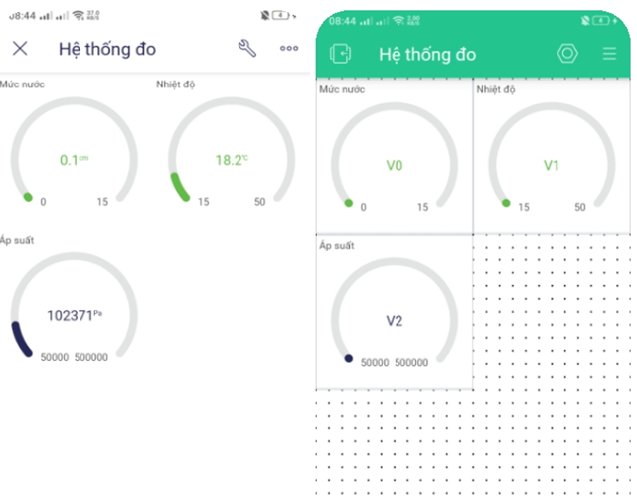 08:44
Hệ thống đo
Mức nước
Nhiệt độ
0.1cm
18.2°C
0
15
15
50
Áp suất
102371Pa
50000
500000
08:44
Hệ thống đo
Mức nước
Nhiệt độ
V0
V1
0
15
15
50
Áp suất
V2
50000
500000